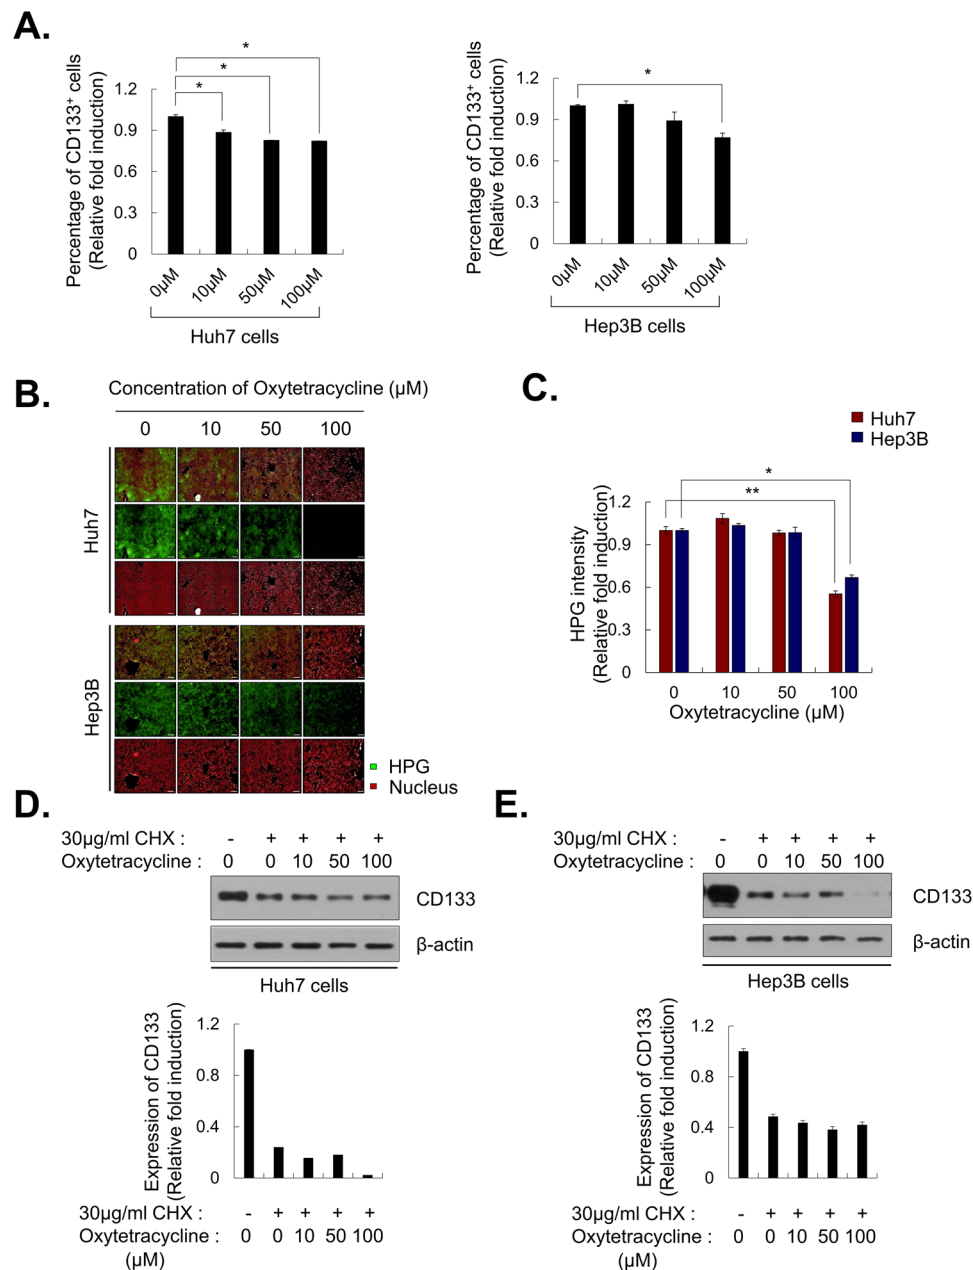 A.
Percentage of CD133+ cells
(Relative fold induction)
1.2
0.9
0.6
0.3
0
*
*
*
0µM
10µM
50µM
100µM
Huh7 cells
Percentage of CD133+ cells
(Relative fold induction)
1.2
0.9
0.6
0.3
0
*
0µM
10µM
50µM
100µM
Hep3B cells
B.
Concentration of Oxytetracycline (µM)
0 10 50 100
Huh7
Hep3B
HPG
Nucleus
C.
Huh7
Hep3B
HPG intensity
(Relative fold induction)
1.2
0.9
0.6
0.3
0
*
**
0 10 50 100
Oxytetracycline (µM)
D.
30µg/ml CHX : - + + + +
Oxytetracycline : 0 0 10 50 100
CD133
β-actin
Huh7 cells
Expression of CD133
(Relative fold induction)
1.2
0.8
0.4
0
30µg/ml CHX : - + + + +
Oxytetracycline : 0 0 10 50 100
(µM)
E.
30µg/ml CHX : - + + + +
Oxytetracycline : 0 0 10 50 100
CD133
β-actin
Hep3B cells
Expression of CD133
(Relative fold induction)
1.2
0.8
0.4
0
30µg/ml CHX : - + + + +
Oxytetracycline : 0 0 10 50 100
(µM)